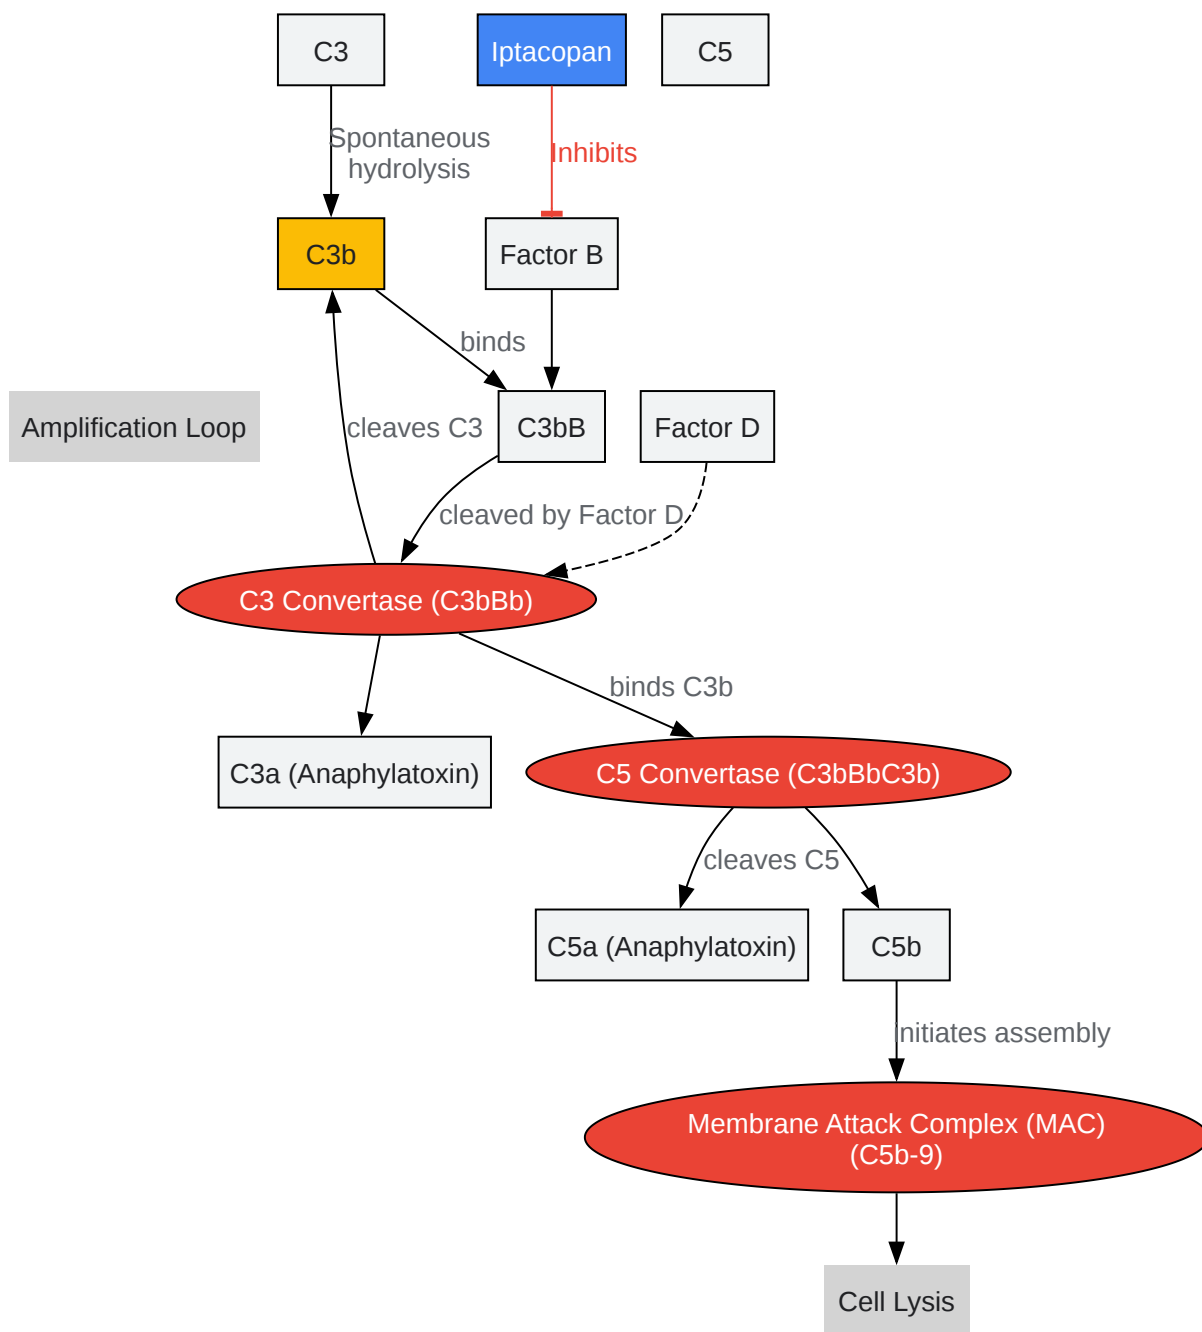 C3
Iptacopan
C5
Spontaneous
hydrolysis
Inhibits
C3b
Factor B
binds
Amplification Loop
cleaves C3
C3bB
Factor D
cleaved by Factor D
C3 Convertase (C3bBb)
binds C3b
C3a (Anaphylatoxin)
C5 Convertase (C3bBbC3b)
cleaves C5
C5a (Anaphylatoxin)
C5b
initiates assembly
Membrane Attack Complex (MAC)
(C5b-9)
Cell Lysis